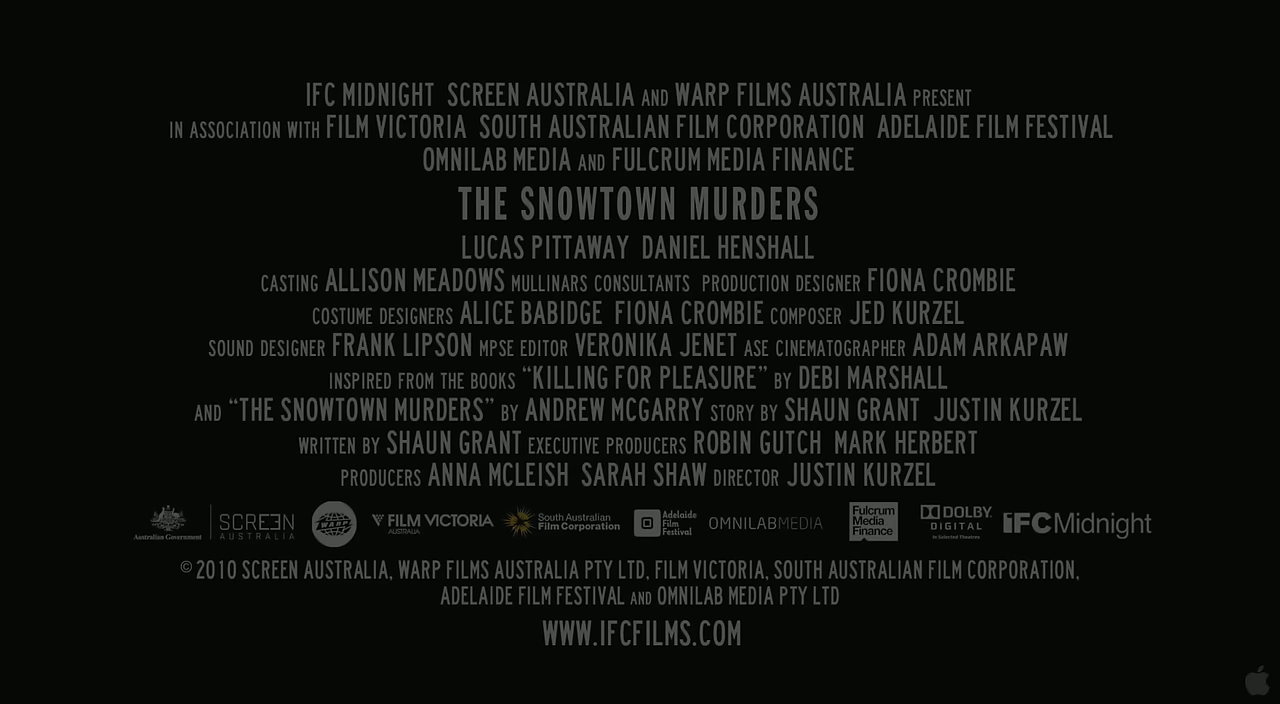 IFC MIDNIGHT SCREEN AUSTRALIA AND WARP FILMS AUSTRALIA PRESENT
IN ASSOCIATION WITH FILM VICTORIA SOUTH AUSTRALIAN FILM CORPORATION ADELAIDE FILM FESTIVAL
OMNILAB MEDIA AND FULCRUM MEDIA FINANCE
THE SNOWTOWN MURDERS
LUCAS PITTAWAY DANIEL HENSHALL
CASTING ALLISON MEADOWS MULLINARS CONSULTANTS PRODUCTION DESIGNER FIONA CROMBIE
COSTUME DESIGNERS ALICE BABIDGE FIONA CROMBIE COMPOSER JED KURZEL
SOUND DESIGNER FRANK LIPSON MPSE EDITOR VERONIKA JENET ASE CINEMATOGRAPHER ADAM ARKAPAW
INSPIRED FROM THE BOOKS “KILLING FOR PLEASURE” BY DEBI MARSHALL
AND “THE SNOWTOWN MURDERS” BY ANDREW MCGARRY STORY BY SHAUN GRANT JUSTIN KURZEL
WRITTEN BY SHAUN GRANT EXECUTIVE PRODUCERS ROBIN GUTCH MARK HERBERT
PRODUCERS ANNA MCLEISH SARAH SHAW DIRECTOR JUSTIN KURZEL
Australian Government
SCREEN
AUSTRALIA
WARP
FILM VICTORIA
AUSTRALIA
South Australian
Film Corporation
Adelaide
Film
Festival
OMNILABMEDIA
Fulcrum
Media
Finance
DOLBY
DIGITAL
In Selected Theatres
IFC Midnight
© 2010 SCREEN AUSTRALIA, WARP FILMS AUSTRALIA PTY LTD, FILM VICTORIA, SOUTH AUSTRALIAN FILM CORPORATION,
ADELAIDE FILM FESTIVAL AND OMNILAB MEDIA PTY LTD
WWW.IFCFILMS.COM